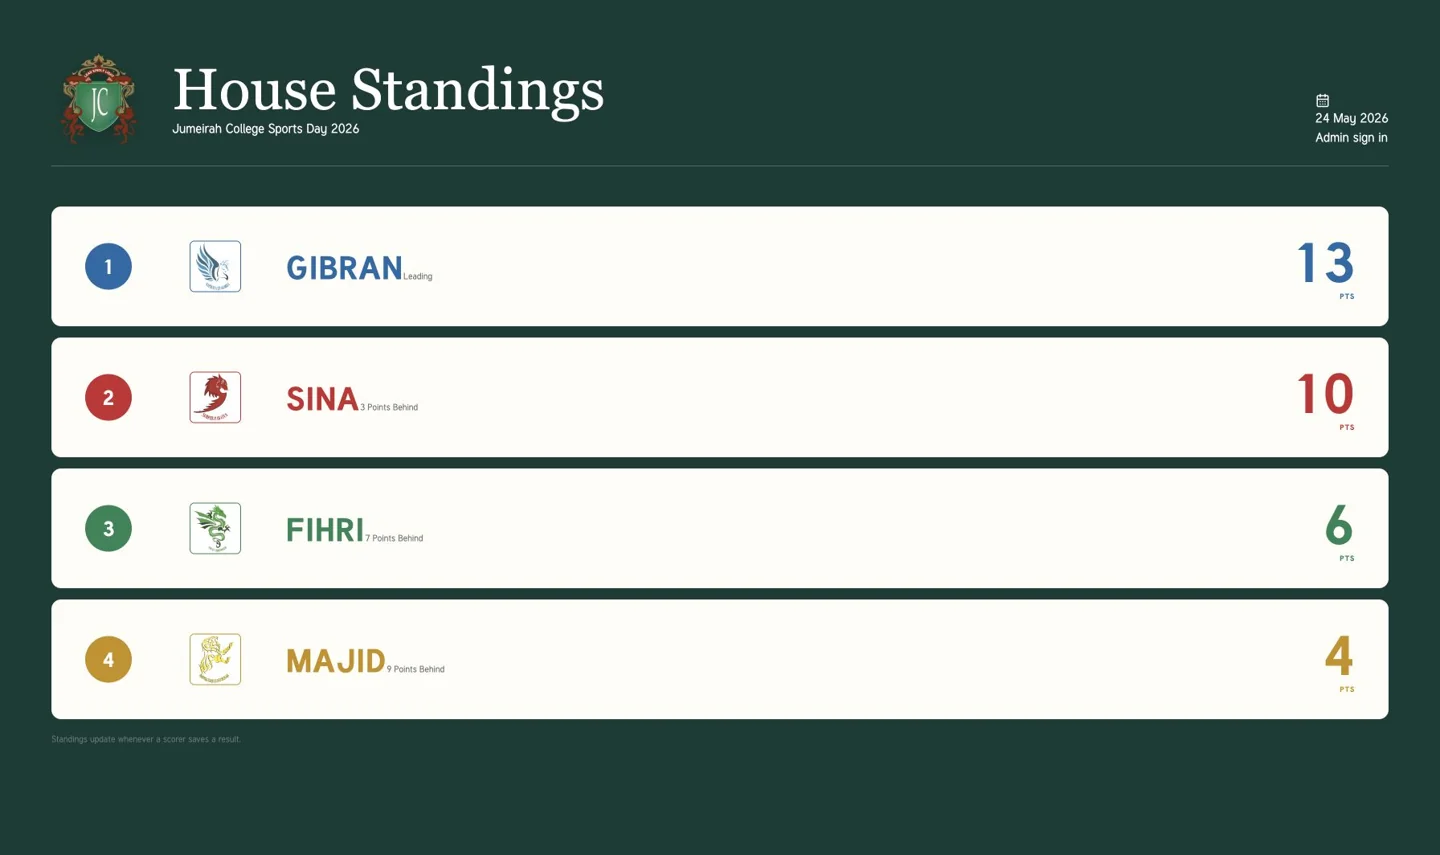 JC
House Standings
Jumeirah College Sports Day 2026
24 May 2026
Admin sign in
1
GIBRAN Leading
13
PTS
2
SINA 3 Points Behind
10
PTS
3
FIHRI 7 Points Behind
6
PTS
4
MAJID 9 Points Behind
4
PTS
Standings update whenever a scorer saves a result.